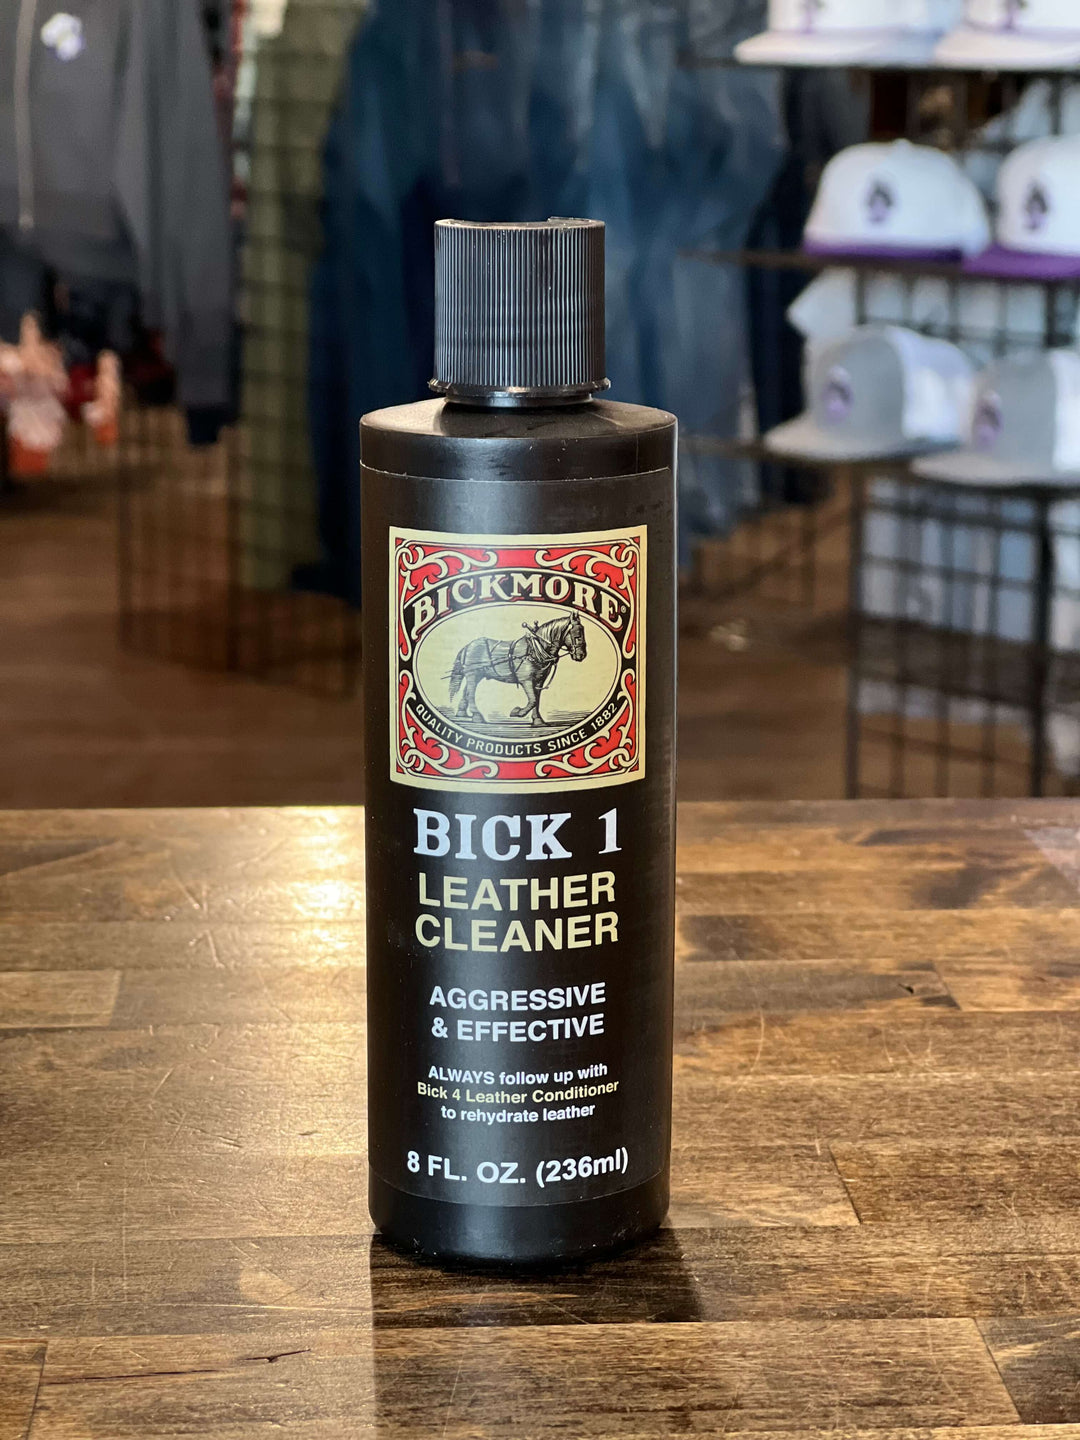 BICKMORE®
QUALITY PRODUCTS SINCE 1882
BICK 1
LEATHER
CLEANER
AGGRESSIVE
& EFFECTIVE
ALWAYS follow up with
Bick 4 Leather Conditioner
to rehydrate leather
8 FL. OZ. (236ml)